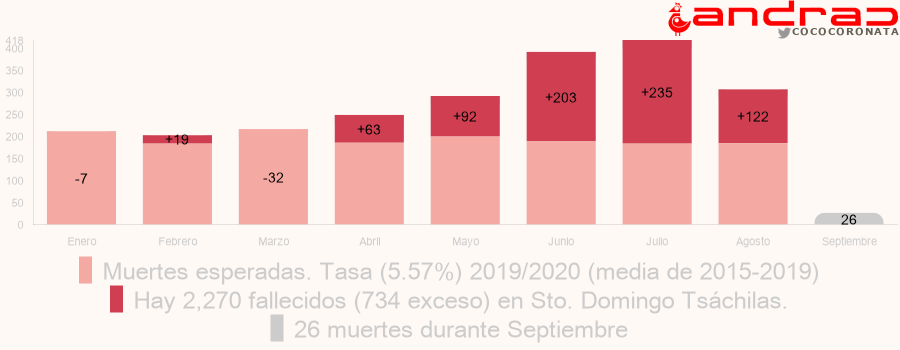 andrac
COCOCORONATA
418
400
350
300
250
200
150
100
50
0
-7
+19
-32
+63
+92
+203
+235
+122
26
Enero
Febrero
Marzo
Abril
Mayo
Junio
Julio
Agosto
Septiembre
Muertes esperadas. Tasa (5.57%) 2019/2020 (media de 2015-2019)
Hay 2,270 fallecidos (734 exceso) en Sto. Domingo Tsáchilas.
26 muertes durante Septiembre